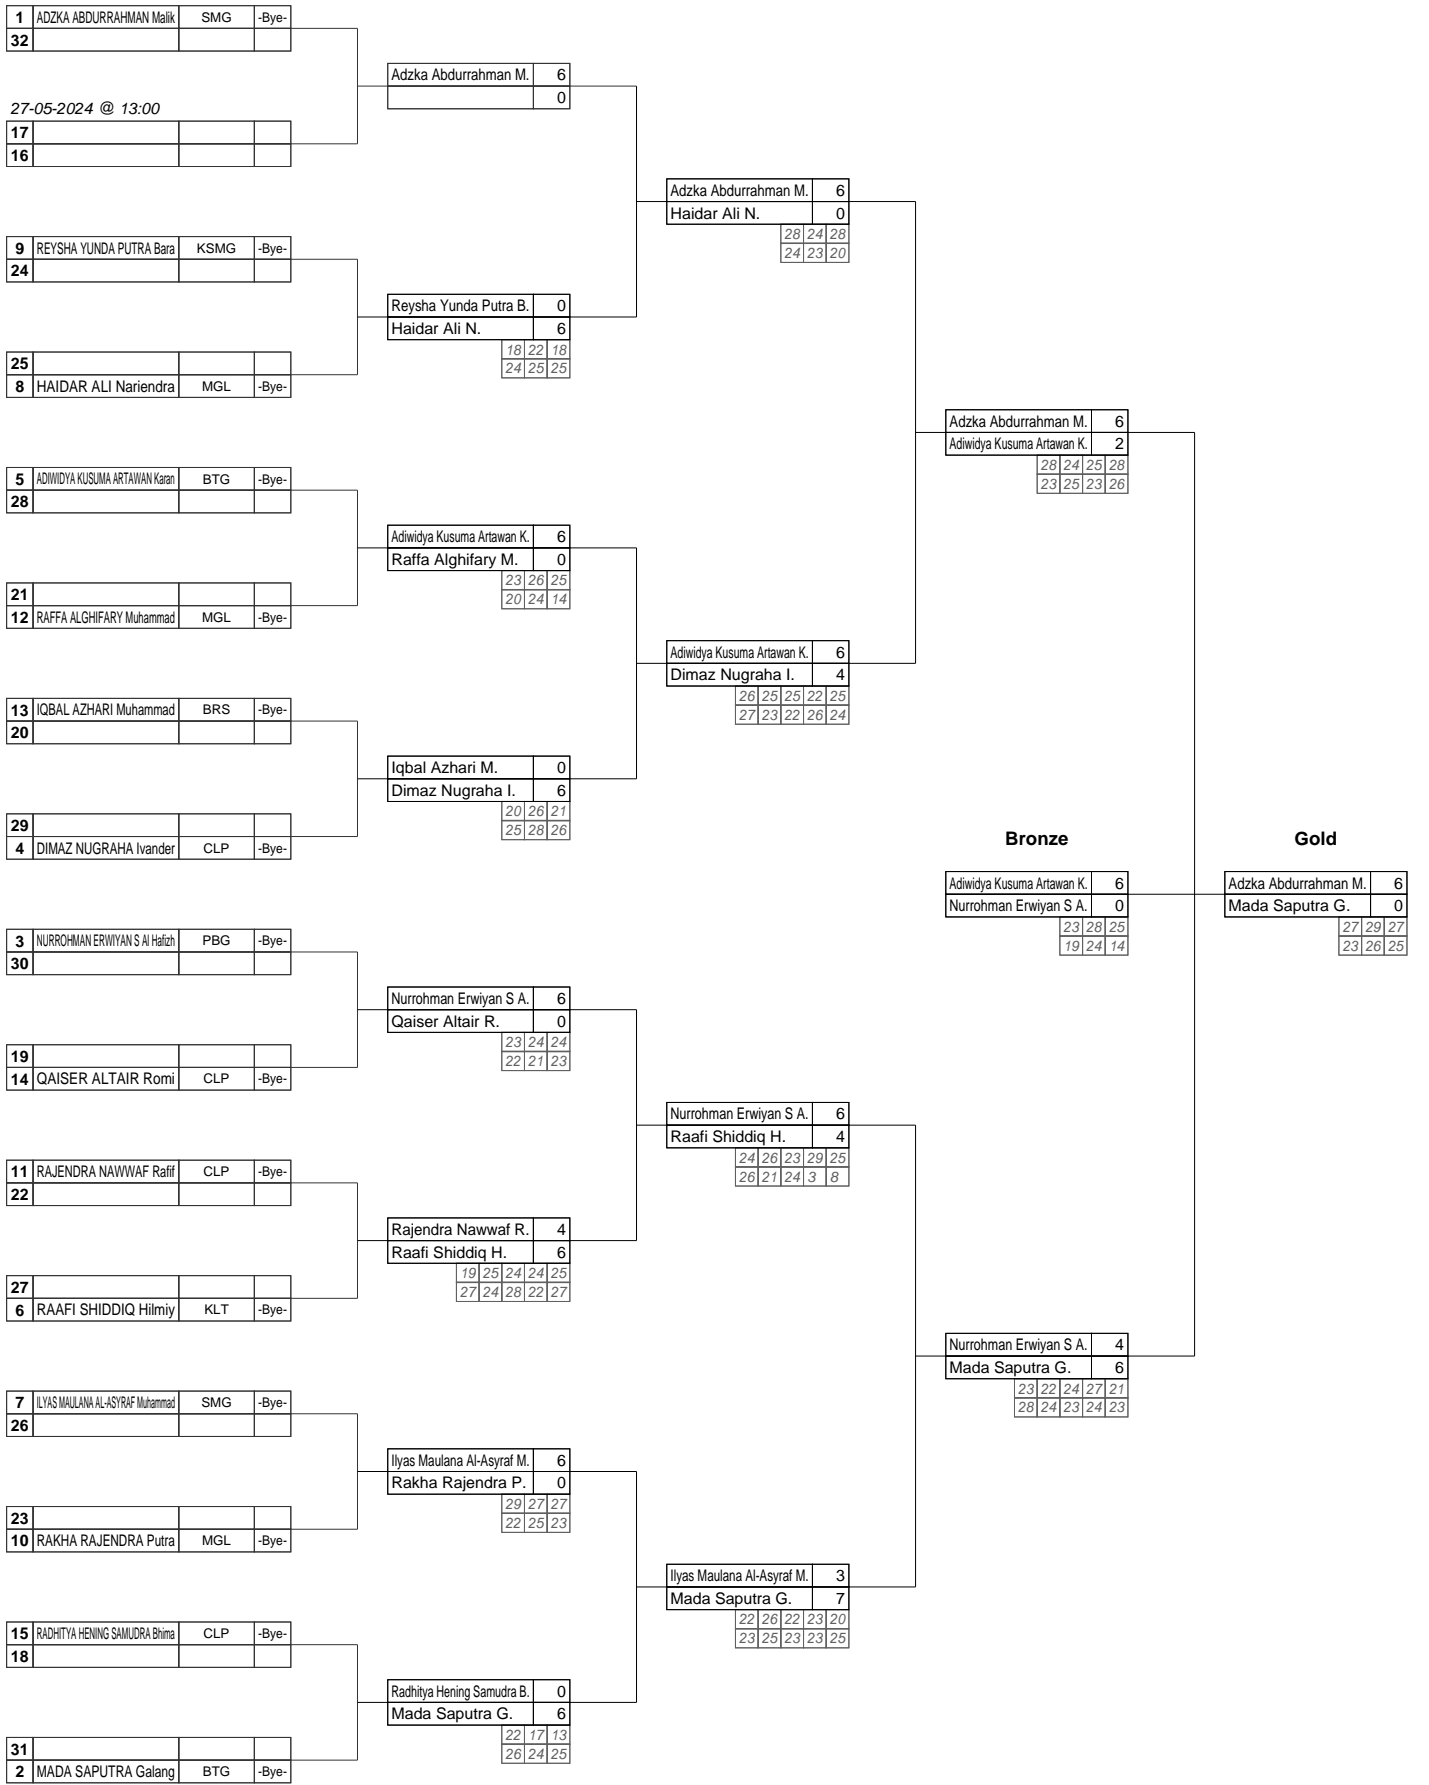 1 ADZKA ABDURRAHMAN Malik SMG -Bye-
32
27-05-2024 @ 13:00
17
16
Adzka Abdurrahman M. 6
0
9 REYSHA YUNDA PUTRA Bara KSMG -Bye-
24
25
8 HAIDAR ALI Nariendra MGL -Bye-
Reysha Yunda Putra B. 0
Haidar Ali N. 6
18 22 18
24 25 25
Adzka Abdurrahman M. 6
Haidar Ali N. 0
28 24 28
24 23 20
5 ADIWIDYA KUSUMA ARTAWAN Karan BTG -Bye-
28
21
12 RAFFA ALGHIFARY Muhammad MGL -Bye-
Adiwidya Kusuma Artawan K. 6
Raffa Alghifary M. 0
23 26 25
20 24 14
13 IQBAL AZHARI Muhammad BRS -Bye-
20
29
4 DIMAZ NUGRAHA Ivander CLP -Bye-
Iqbal Azhari M. 0
Dimaz Nugraha I. 6
20 26 21
25 28 26
Adiwidya Kusuma Artawan K. 6
Dimaz Nugraha I. 4
26 25 25 22 25
27 23 22 26 24
Adzka Abdurrahman M. 6
Adiwidya Kusuma Artawan K. 2
28 24 25 28
23 25 23 26
3 NURROHMAN ERWIYAN S Al Hafizh PBG -Bye-
30
19
14 QAISER ALTAIR Romi CLP -Bye-
Nurrohman Erwiyan S A. 6
Qaiser Altair R. 0
23 24 24
22 21 23
11 RAJENDRA NAWWAF Rafif CLP -Bye-
22
27
6 RAAFI SHIDDIQ Hilmiy KLT -Bye-
Rajendra Nawwaf R. 4
Raafi Shiddiq H. 6
19 25 24 24 25
27 24 28 22 27
Nurrohman Erwiyan S A. 6
Raafi Shiddiq H. 4
24 26 23 29 25
26 21 24 3 8
7 ILYAS MAULANA AL-ASYRAF Muhammad SMG -Bye-
26
23
10 RAKHA RAJENDRA Putra MGL -Bye-
Ilyas Maulana Al-Asyraf M. 6
Rakha Rajendra P. 0
29 27 27
22 25 23
15 RADHITYA HENING SAMUDRA Bhima CLP -Bye-
18
31
2 MADA SAPUTRA Galang BTG -Bye-
Radhitya Hening Samudra B. 0
Mada Saputra G. 6
22 17 13
26 24 25
Ilyas Maulana Al-Asyraf M. 3
Mada Saputra G. 7
22 26 22 23 20
23 25 23 23 25
Nurrohman Erwiyan S A. 4
Mada Saputra G. 6
23 22 24 27 21
28 24 23 24 23
Bronze
Adiwidya Kusuma Artawan K. 6
Nurrohman Erwiyan S A. 0
23 28 25
19 24 14
Gold
Adzka Abdurrahman M. 6
Mada Saputra G. 0
27 29 27
23 26 25